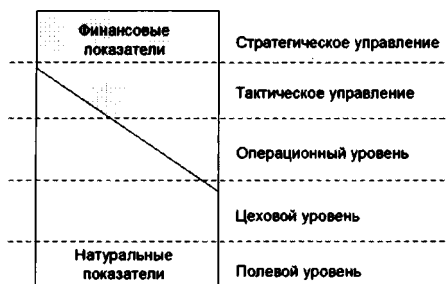 Финансовые
показатели
Стратегическое управление
Тактическое управление
Операционный уровень
Цеховой уровень
Натуральные
показатели
Полевой уровень